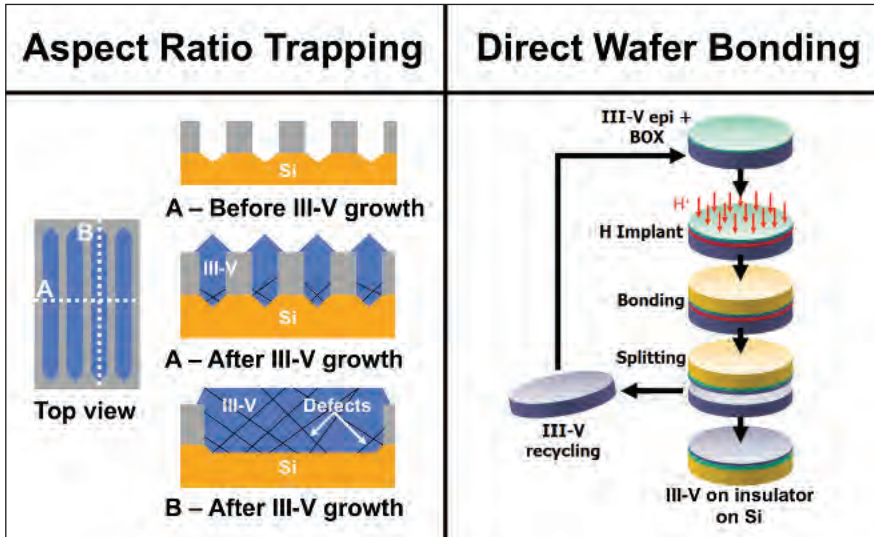 Aspect Ratio Trapping
Direct Wafer Bonding
Si
A – Before III-V growth
III-V
Si
A – After III-V growth
B
A
Top view
III-V
Defects
Si
B – After III-V growth
III-V epi +
BOX
H+
H Implant
Bonding
Splitting
III-V
recycling
III-V on insulator
on Si